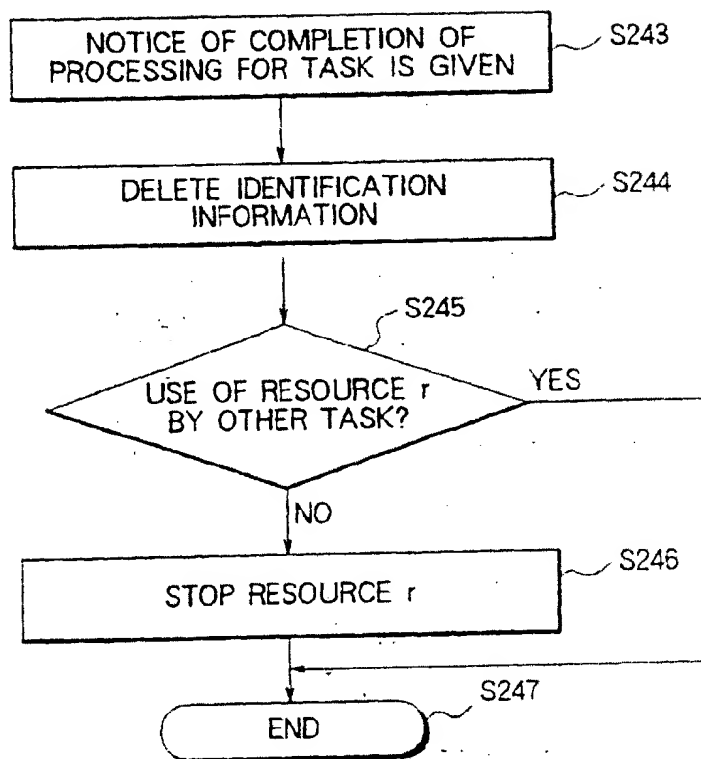 NOTICE OF COMPLETION OF
PROCESSING FOR TASK IS GIVEN
S243
DELETE IDENTIFICATION
INFORMATION
S244
S245
USE OF RESOURCE r
BY OTHER TASK?
YES
NO
STOP RESOURCE r
S246
END
S247